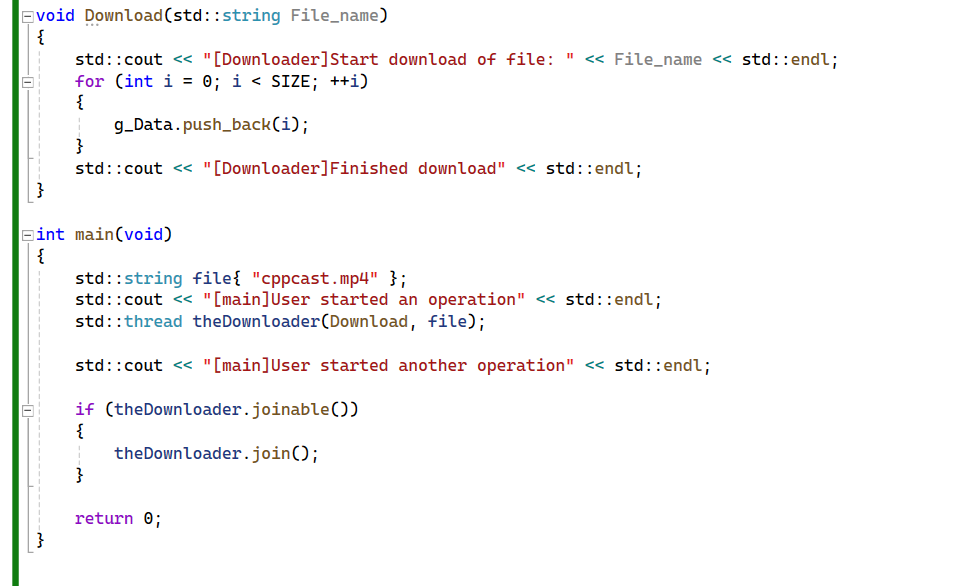 void Download(std::string File_name)
{
    std::cout << "[Downloader]Start download of file: " << File_name << std::endl;
    for (int i = 0; i < SIZE; ++i)
    {
        g_Data.push_back(i);
    }
    std::cout << "[Downloader]Finished download" << std::endl;
}

int main(void)
{
    std::string file{ "cppcast.mp4" };
    std::cout << "[main]User started an operation" << std::endl;
    std::thread theDownloader(Download, file);

    std::cout << "[main]User started another operation" << std::endl;

    if (theDownloader.joinable())
    {
        theDownloader.join();
    }

    return 0;
}